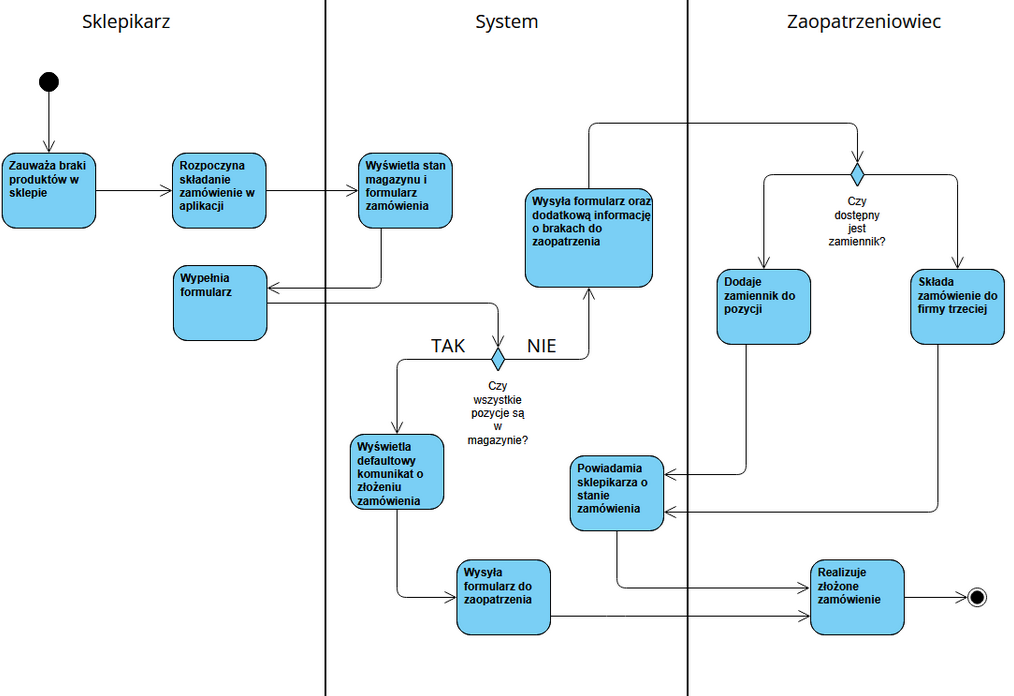 Sklepikarz
System
Zaopatrzeniowiec
Zauważa braki
produktów w
sklepie
Rozpoczyna
składanie
zamówienie w
aplikacji
Wyświetla stan
magazynu i
formularz
zamówienia
Wypełnia
formularz
Wysyła formularz oraz
dodatkową informację
o brakach do
zaopatrzenia
Czy
dostępny
jest
zamiennik?
Dodaje
zamiennik do
pozycji
Składa
zamówienie do
firmy trzeciej
TAK
NIE
Czy
wszystkie
pozycje są
w
magazynie?
Wyświetla
defaultowy
komunikat o
złożeniu
zamówienia
Powiadamia
sklepikarza o
stanie
zamówienia
Wysyła
formularz do
zaopatrzenia
Realizuje
złożone
zamówienie